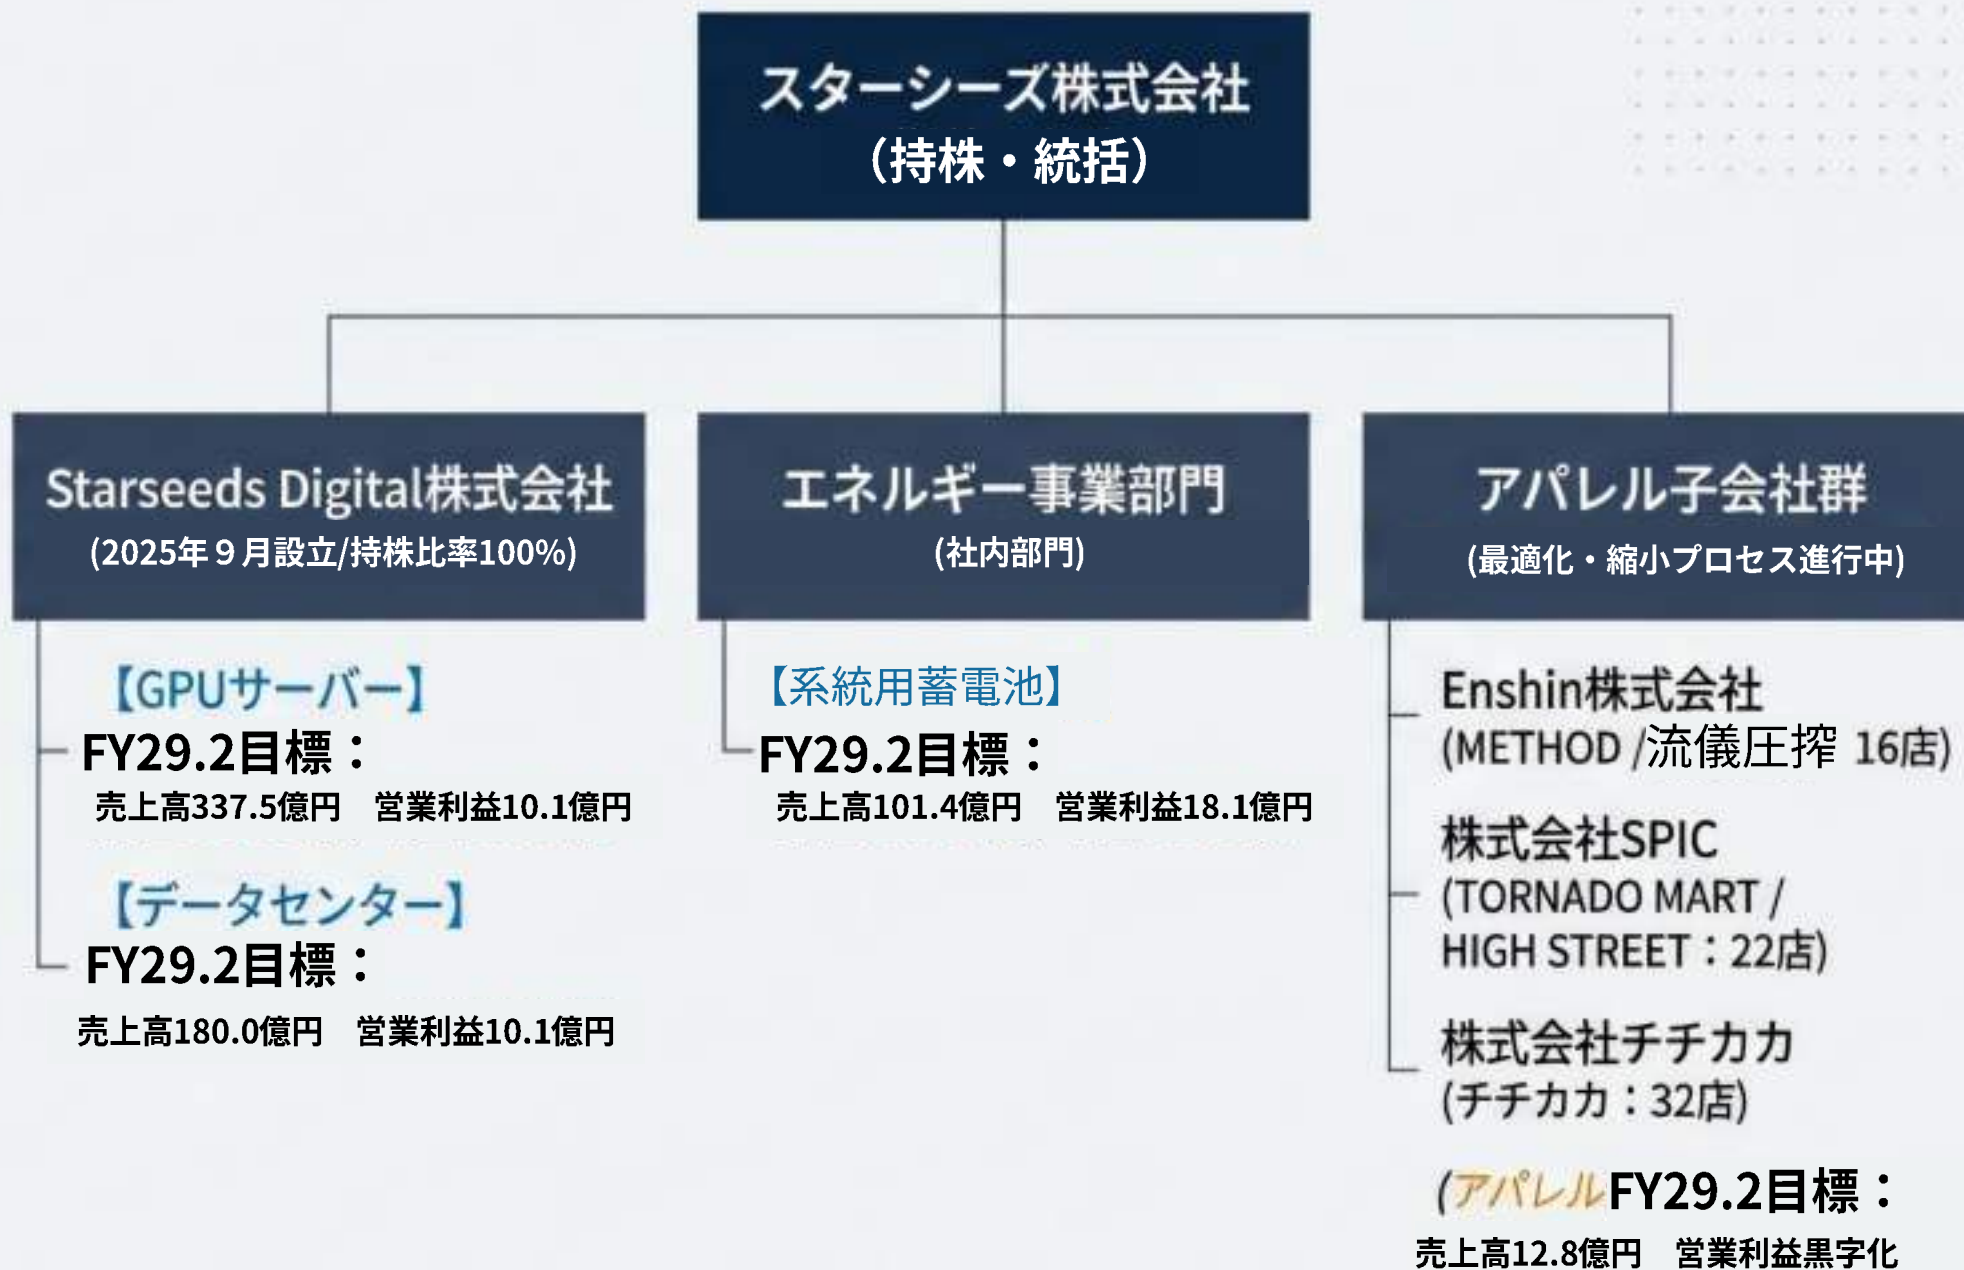 スターシーズ株式会社
(持株・統括)
Starseeds Digital株式会社
(2025年９月設立/持株比率100%)
【GPUサーバー】
FY29.2目標：
売上高337.5億円　営業利益10.1億円
【データセンター】
FY29.2目標：
売上高180.0億円　営業利益10.1億円
エネルギー事業部門
(社内部門)
【系統用蓄電池】
FY29.2目標：
売上高101.4億円　営業利益18.1億円
アパレル子会社群
(最適化・縮小プロセス進行中)
Enshin株式会社
(METHOD /流儀圧搾 16店)
株式会社SPIC
(TORNADO MART /
HIGH STREET：22店)
株式会社チチカカ
(チチカカ：32店)
(アパレルFY29.2目標：
売上高12.8億円　営業利益黒字化